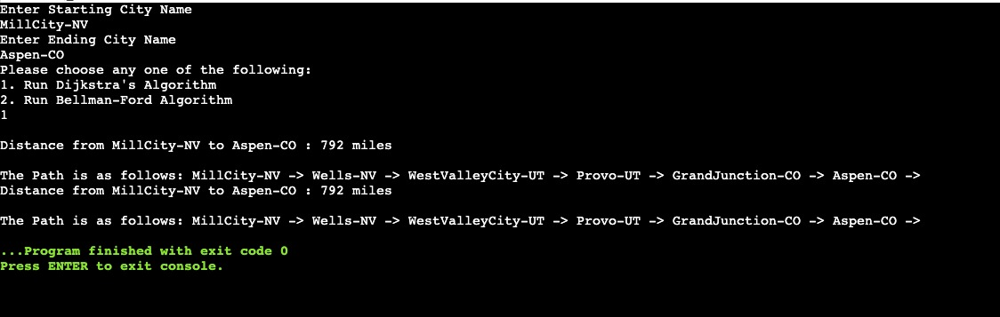 Enter Starting City Name
MillCity-NV
Enter Ending City Name
Aspen-CO
Please choose any one of the following:
1. Run Dijkstra's Algorithm
2. Run Bellman-Ford Algorithm
1
Distance from MillCity-NV to Aspen-CO : 792 miles
The Path is as follows: MillCity-NV -> Wells-NV -> WestValleyCity-UT -> Provo-UT -> GrandJunction-CO -> Aspen-CO ->
Distance from MillCity-NV to Aspen-CO : 792 miles
The Path is as follows: MillCity-NV -> Wells-NV -> WestValleyCity-UT -> Provo-UT -> GrandJunction-CO -> Aspen-CO ->
...Program finished with exit code 0
Press ENTER to exit console.